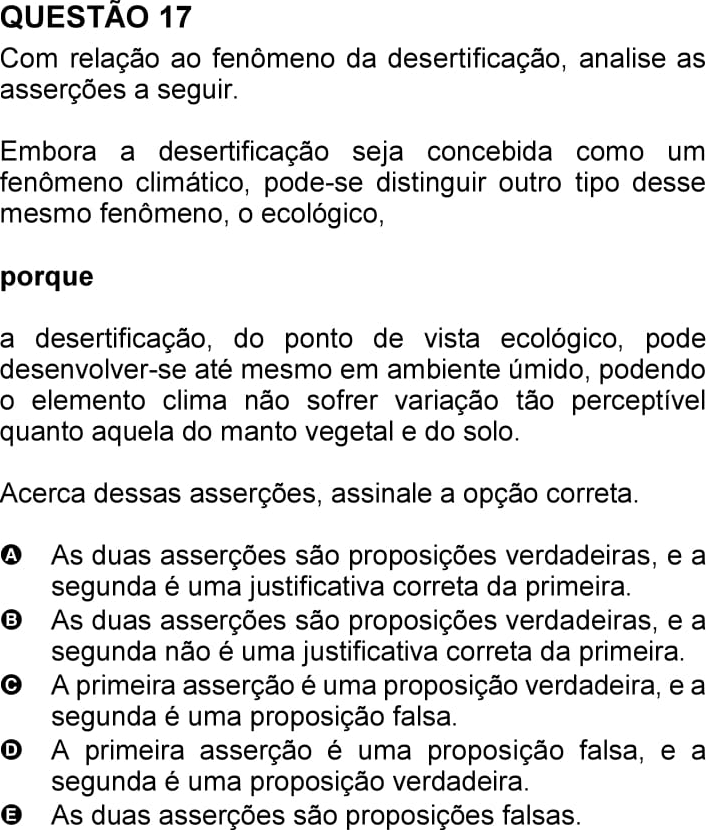 QUESTÃO 17
Com relação ao fenômeno da desertificação, analise as
asserções a seguir.
Embora a desertificação seja concebida como um
fenômeno climático, pode-se distinguir outro tipo desse
mesmo fenômeno, o ecológico,
porque
a desertificação, do ponto de vista ecológico, pode
desenvolver-se até mesmo em ambiente úmido, podendo
o elemento clima não sofrer variação tão perceptível
quanto aquela do manto vegetal e do solo.
Acerca dessas asserções, assinale a opção correta.
A As duas asserções são proposições verdadeiras, e a
segunda é uma justificativa correta da primeira.
B As duas asserções são proposições verdadeiras, e a
segunda não é uma justificativa correta da primeira.
C A primeira asserção é uma proposição verdadeira, e a
segunda é uma proposição falsa.
D A primeira asserção é uma proposição falsa, e a
segunda é uma proposição verdadeira.
E As duas asserções são proposições falsas.